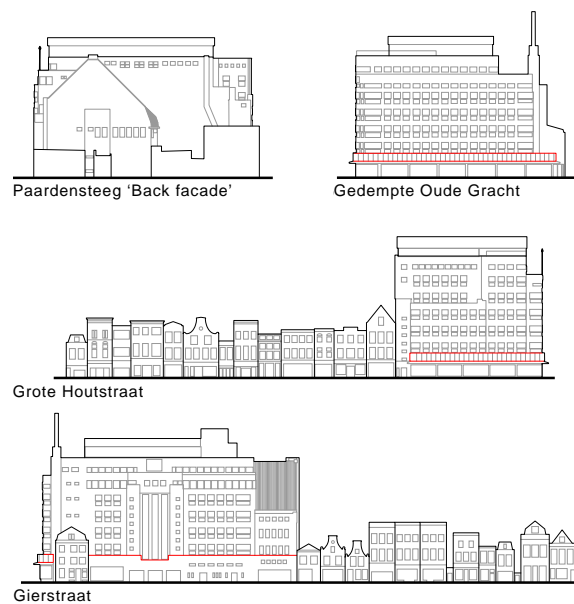 Paardensteeg ‘Back facade’
Gedempte Oude Gracht
Grote Houtstraat
Gierstraat